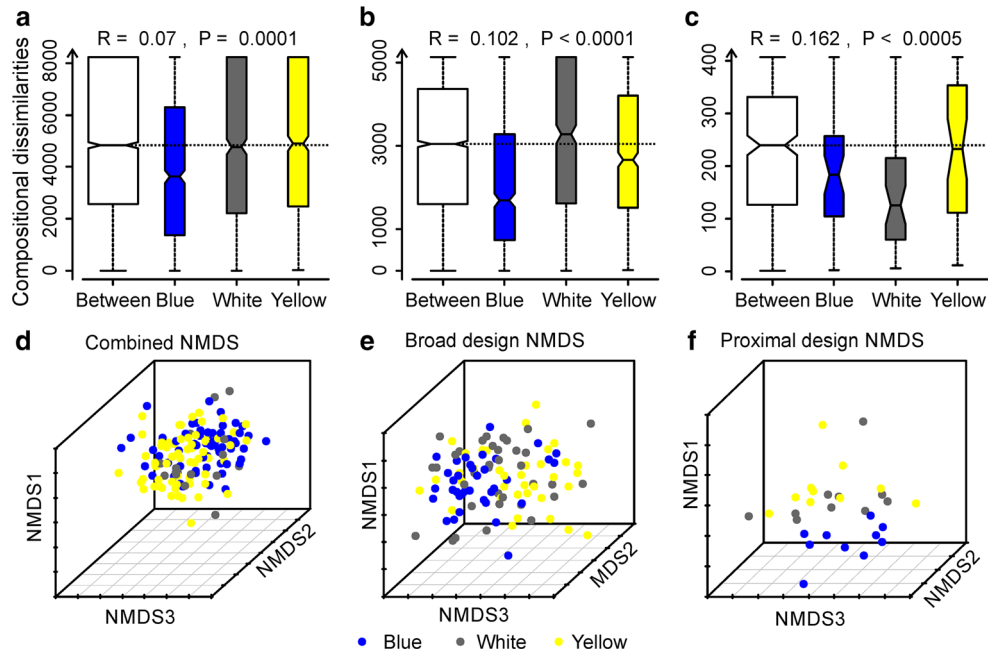 a
R = 0.07 , P = 0.0001
Compositional dissimilarities
8000
6000
4000
2000
0
Between Blue White Yellow
b
R = 0.102 , P < 0.0001
5000
3000
1000
0
Between Blue White Yellow
c
R = 0.162 , P < 0.0005
400
300
200
100
0
Between Blue White Yellow
d
Combined NMDS
NMDS1
NMDS2
NMDS3
e
Broad design NMDS
NMDS1
MDS2
NMDS3
f
Proximal design NMDS
NMDS1
NMDS2
NMDS3
Blue White Yellow